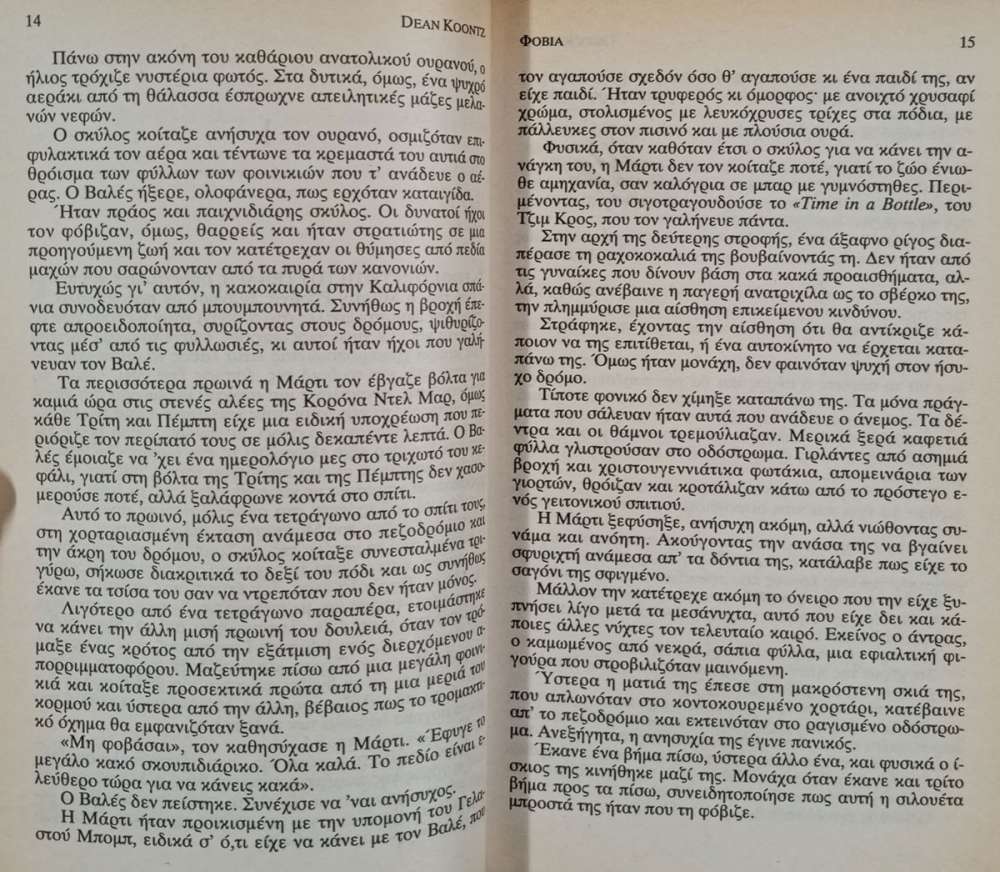 14
DEAN KOONTZ
Πάνω στην ακόνη του καθάριου ανατολικού ουρανού, ο
ήλιος τρόχιζε νυστέρια φωτός. Στα δυτικά, όμως, ένα ψυχρό
αεράκι από τη θάλασσα έσπρωχνε απειλητικές μάζες μελα-
νών νεφών.
Ο σκύλος κοίταζε ανήσυχα τον ουρανό, οσμιζόταν επι-
φυλακτικά τον αέρα και τέντωνε τα κρεμαστά του αυτιά στο
θρόισμα των φύλλων των φοινικιών που τ' ανάδευε ο αέ-
ρας. Ο Βαλές ήξερε, ολοφάνερα, πως ερχόταν καταιγίδα.
Ήταν πράος και παιχνιδιάρης σκύλος. Οι δυνατοί ήχοι
τον φόβιζαν, όμως, θαρρείς και ήταν στρατιώτης σε μια
προηγούμενη ζωή και τον κατέτρεχαν οι θύμησες από πεδία
μαχών που σαρώνονταν από τα πυρά των κανονιών.
Ευτυχώς γι' αυτόν, η κακοκαιρία στην Καλιφόρνια σπά-
νια συνοδευόταν από μπουμπουνητά. Συνήθως η βροχή έπε-
φτε απροειδοποίητα, συρίζοντας στους δρόμους, ψιθυρίζο-
ντας μέσ' από τις φυλλωσιές, κι αυτοί ήταν ήχοι που γαλή-
νευαν τον Βαλέ.
Τα περισσότερα πρωινά η Μάρτι τον έβγαζε βόλτα για
καμιά ώρα στις στενές αλέες της Κορόνα Ντελ Μαρ, όμως
κάθε Τρίτη και Πέμπτη είχε μια ειδική υποχρέωση που πε-
ριόριζε τον περίπατό τους σε μόλις δεκαπέντε λεπτά. Ο Βα-
λές έμοιαζε να 'χει ένα ημερολόγιο μες στο τριχωτό του κε-
φάλι, γιατί στη βόλτα της Τρίτης και της Πέμπτης δεν χασο-
μερούσε ποτέ, αλλά ξαλάφρωνε κοντά στο σπίτι.
Αυτό το πρωινό, μόλις ένα τετράγωνο από το σπίτι τους,
στη χορταριασμένη έκταση ανάμεσα στο πεζοδρόμιο και
την άκρη του δρόμου, ο σκύλος κοίταξε συνεσταλμένα τρι-
γύρω, σήκωσε διακριτικά το δεξί του πόδι και ως συνήθως
έκανε τα τσίσα του σαν να ντρεπόταν που δεν ήταν μόνος.
Λιγότερο από ένα τετράγωνο παραπέρα, ετοιμάστηκε
να κάνει την άλλη μισή πρωινή του δουλειά, όταν τον τρό-
μαξε ένας κρότος από την εξάτμιση ενός διερχόμενου α-
πορριμματοφόρου. Μαζεύτηκε πίσω από μια μεγάλη φοινι-
κιά και κοίταξε προσεκτικά πρώτα από τη μια μεριά του
κορμού και ύστερα από την άλλη, βέβαιος πως το τρομακτι-
κό όχημα θα εμφανιζόταν ξανά.
«Μη φοβάσαι», τον καθησύχασε η Μάρτι. «Έφυγε το
μεγάλο κακό σκουπιδιάρικο. Όλα καλά. Το πεδίο είναι ε-
λεύθερο τώρα για να κάνεις κακά».
Ο Βαλές δεν πείστηκε. Συνέχισε να 'ναι ανήσυχος.
Η Μάρτι ήταν προικισμένη με την υπομονή του Γελα-
στού Μπομπ, ειδικά σ' ό,τι είχε να κάνει με τον Βαλέ, που
ΦΟΒΙΑ
15
τον αγαπούσε σχεδόν όσο θ' αγαπούσε κι ένα παιδί της, αν
είχε παιδί. Ήταν τρυφερός κι όμορφος· με ανοιχτό χρυσαφί
χρώμα, στολισμένος με λευκόχρυσες τρίχες στα πόδια, με
πάλλευκες στον πισινό και με πλούσια ουρά.
Φυσικά, όταν καθόταν έτσι ο σκύλος για να κάνει την α-
νάγκη του, η Μάρτι δεν τον κοίταζε ποτέ, γιατί το ζώο ένιω-
θε αμηχανία, σαν καλόγρια σε μπαρ με γυμνόστηθες. Περι-
μένοντας, του σιγοτραγουδούσε το «Time in a Bottle», του
Τζιμ Κρος, που τον γαλήνευε πάντα.
Στην αρχή της δεύτερης στροφής, ένα άξαφνο ρίγος δια-
πέρασε τη ραχοκοκαλιά της βουβαίνοντάς τη. Δεν ήταν από
τις γυναίκες που δίνουν βάση στα κακά προαισθήματα, αλ-
λά, καθώς ανέβαινε η παγερή ανατριχίλα ως το σβέρκο της,
την πλημμύρισε μια αίσθηση επικείμενου κινδύνου.
Στράφηκε, έχοντας την αίσθηση ότι θα αντίκριζε κά-
ποιον να της επιτίθεται, ή ένα αυτοκίνητο να έρχεται κατα-
πάνω της. Όμως ήταν μονάχη, δεν φαινόταν ψυχή στον ήσυ-
χο δρόμο.
Τίποτε φονικό δεν χίμηξε καταπάνω της. Τα μόνα πράγ-
ματα που σάλευαν ήταν αυτά που ανάδευε ο άνεμος. Τα δέ-
ντρα και οι θάμνοι τρεμούλιαζαν. Μερικά ξερά καφετιά
φύλλα γλιστρούσαν στο οδόστρωμα. Γιρλάντες από ασημιά
βροχή και χριστουγεννιάτικα φωτάκια, απομεινάρια των
γιορτών, θρόιζαν και κροτάλιζαν κάτω από το πρόστεγο ε-
νός γειτονικού σπιτιού.
Η Μάρτι ξεφύσηξε, ανήσυχη ακόμη, αλλά νιώθοντας συ-
νάμα και ανόητη. Ακούγοντας την ανάσα της να βγαίνει
σφυριχτή ανάμεσα απ' τα δόντια της, κατάλαβε πως είχε το
σαγόνι της σφιγμένο.
Μάλλον την κατέτρεχε ακόμη το όνειρο που την είχε ξυ-
πνήσει λίγο μετά τα μεσάνυχτα, αυτό που είχε δει και κά-
ποιες άλλες νύχτες τον τελευταίο καιρό. Εκείνος ο άντρας,
ο καμωμένος από νεκρά, σάπια φύλλα, μια εφιαλτική φι-
γούρα που στροβιλιζόταν μαινόμενη.
Ύστερα η ματιά της έπεσε στη μακρόστενη σκιά της,
που απλωνόταν στο κοντοκουρεμένο χορτάρι, κατέβαινε
απ' το πεζοδρόμιο και εκτεινόταν στο ραγισμένο οδόστρω-
μα. Ανεξήγητα, η ανησυχία της έγινε πανικός.
Έκανε ένα βήμα πίσω, ύστερα άλλο ένα, και φυσικά ο ί-
σκιος της κινήθηκε μαζί της. Μονάχα όταν έκανε και τρίτο
βήμα προς τα πίσω, συνειδητοποίησε πως αυτή η σιλουέτα
μπροστά της ήταν που τη φόβιζε.